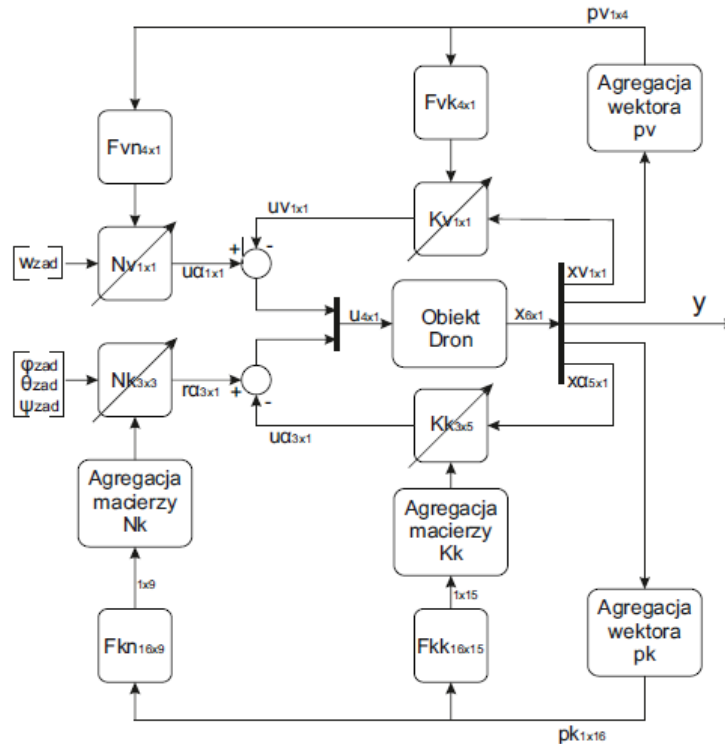 pv1x4
Agregacja
wektora
pv
Fvk4x1
Fvn4x1
uv1x1
Kv1x1
xv1x1
wzad
Nv1x1
uα1x1
+
-
u4x1
Obiekt
Dron
x6x1
y
φzad
θzad
ψzad
Nk3x3
rα3x1
+
-
xα5x1
uα3x1
Kk3x5
Agregacja
macierzy
Nk
Agregacja
macierzy
Kk
1x9
1x15
Fkn16x9
Fkk16x15
Agregacja
wektora
pk
pk1x16